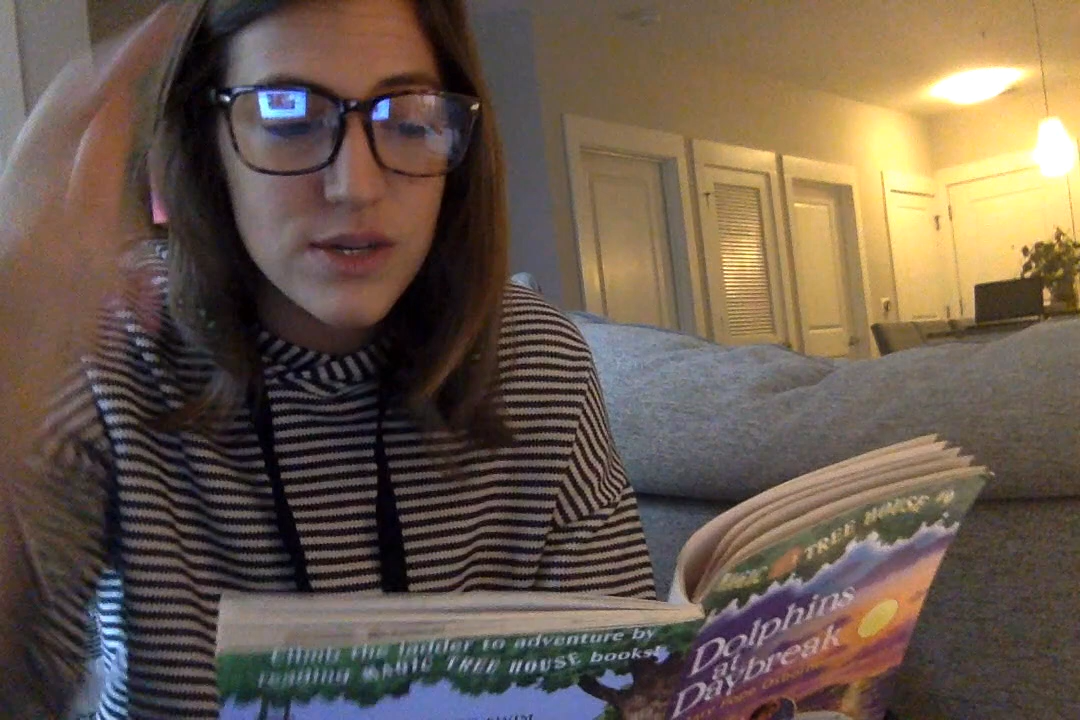 Climb the ladder to adventure by
reading MAGIC TREE HOUSE books!
TREE HOUSE
Dolphins
at
Daybreak